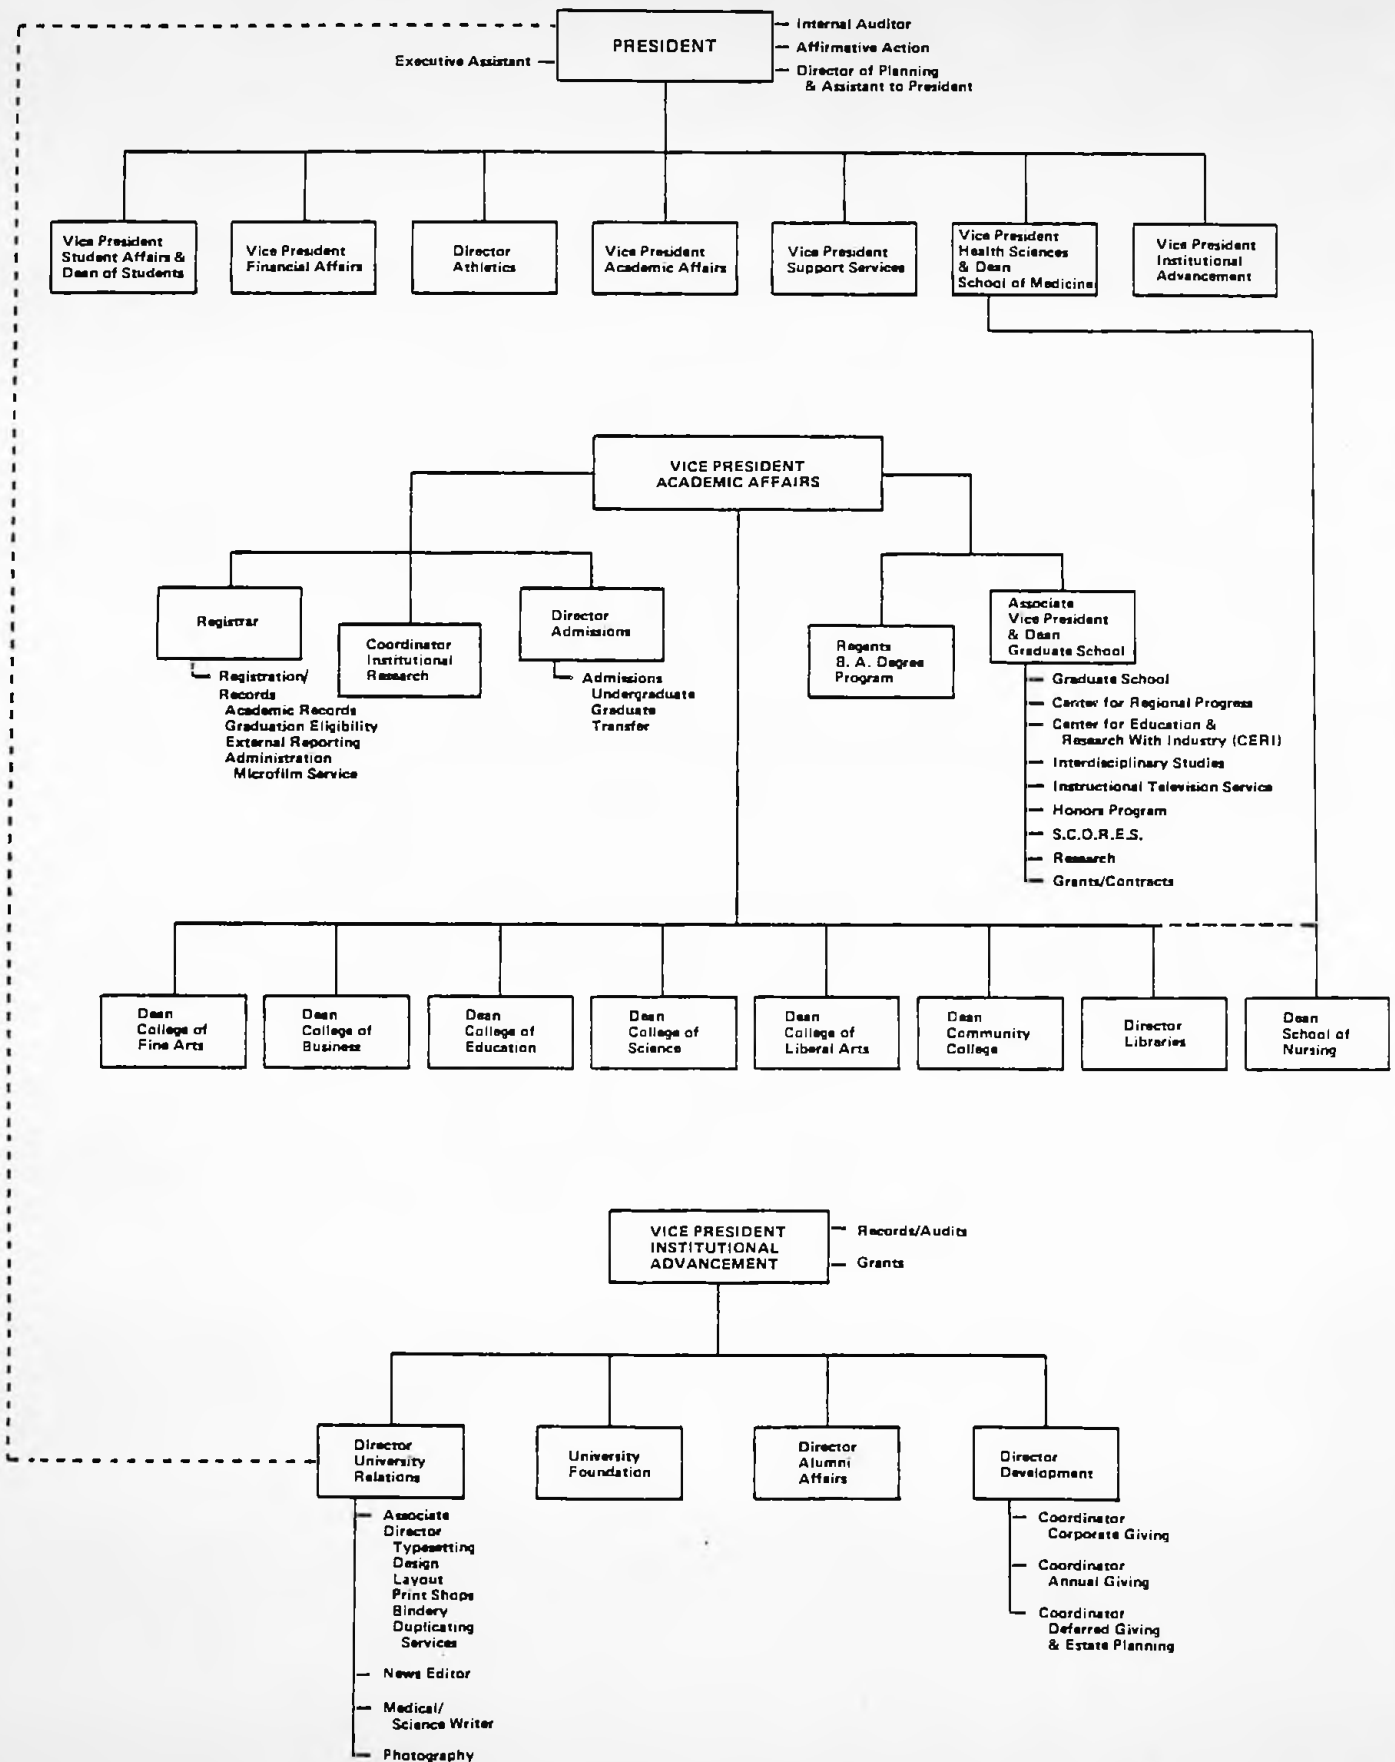 PRESIDENT
Executive Assistant
Internal Auditor
Affirmative Action
Director of Planning
& Assistant to President
Vice President
Student Affairs &
Dean of Students
Vice President
Financial Affairs
Director
Athletics
Vice President
Academic Affairs
Vice President
Support Services
Vice President
Health Sciences
& Dean
School of Medicine
Vice President
Institutional
Advancement
VICE PRESIDENT
ACADEMIC AFFAIRS
Registrar
Registration/
Records
Academic Records
Graduation Eligibility
External Reporting
Administration
Microfilm Service
Coordinator
Institutional
Research
Director
Admissions
Admissions
Undergraduate
Graduate
Transfer
Regents
B. A. Degree
Program
Associate
Vice President
& Dean
Graduate School
Graduate School
Center for Regional Progress
Center for Education &
Research With Industry (CERI)
Interdisciplinary Studies
Instructional Television Service
Honors Program
S.C.O.R.E.S.
Research
Grants/Contracts
Dean
College of
Fine Arts
Dean
College of
Business
Dean
College of
Education
Dean
College of
Science
Dean
College of
Liberal Arts
Dean
Community
College
Director
Libraries
Dean
School of
Nursing
VICE PRESIDENT
INSTITUTIONAL
ADVANCEMENT
Records/Audits
Grants
Director
University
Relations
Associate
Director
Typesetting
Design
Layout
Print Shops
Bindery
Duplicating
Services
News Editor
Medical/
Science Writer
Photography
University
Foundation
Director
Alumni
Affairs
Director
Development
Coordinator
Corporate Giving
Coordinator
Annual Giving
Coordinator
Deferred Giving
& Estate Planning